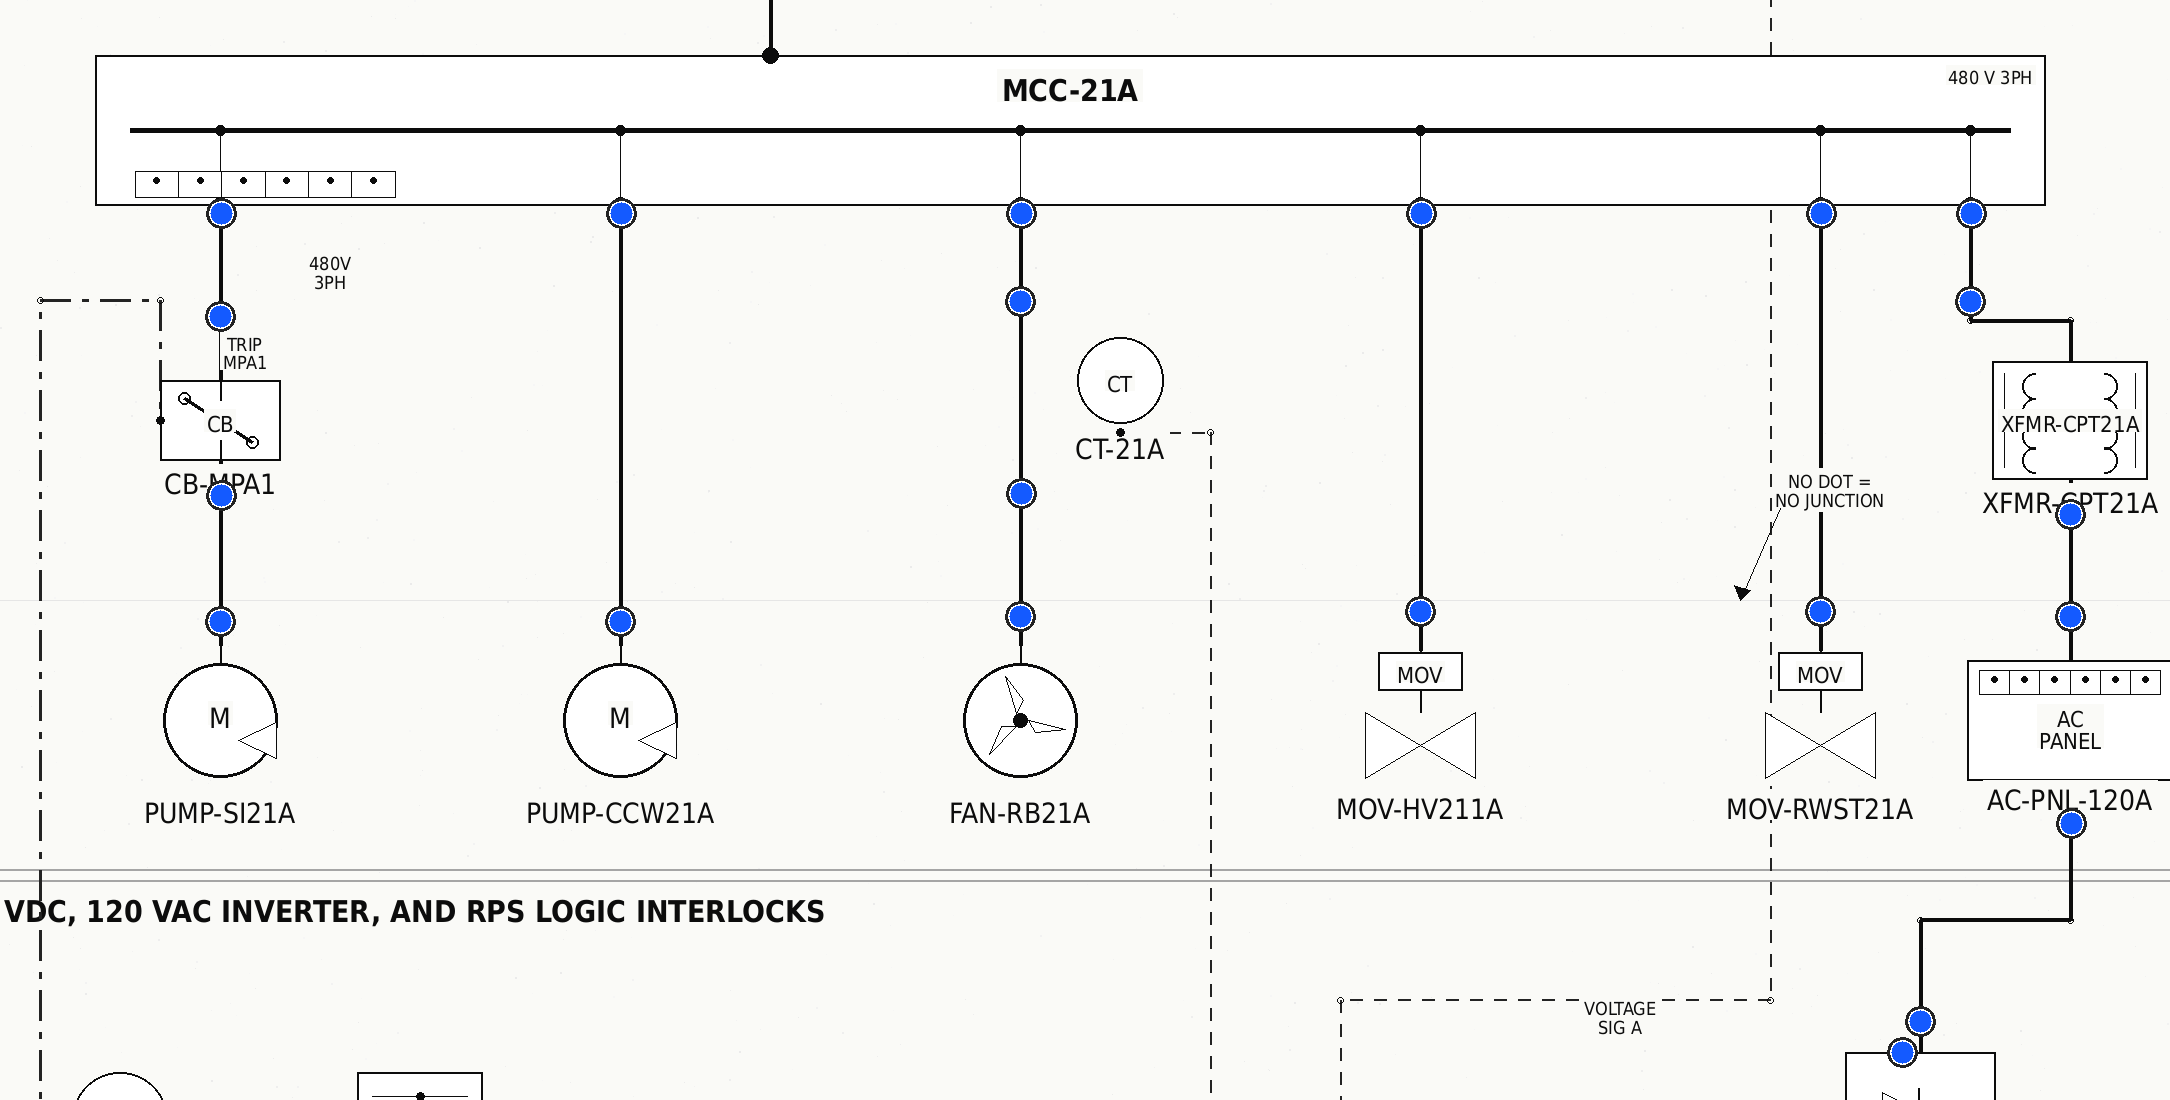 MCC-21A
480 V 3PH
480V
3PH
TRIP
MPA1
CB
CB-MPA1
CT
CT-21A
XFMR-CPT21A
XFMR-CPT21A
NO DOT =
NO JUNCTION
M
M
MOV
MOV
AC
PANEL
PUMP-SI21A
PUMP-CCW21A
FAN-RB21A
MOV-HV211A
MOV-RWST21A
AC-PNL-120A
VDC, 120 VAC INVERTER, AND RPS LOGIC INTERLOCKS
VOLTAGE
SIG A